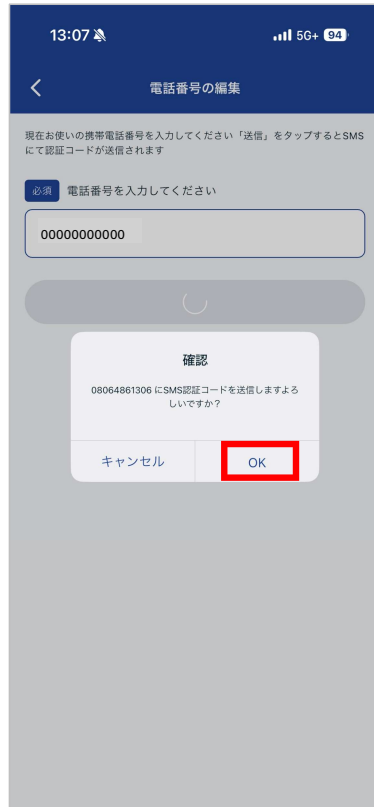 13:07
5G+ 94
電話番号の編集
現在お使いの携帯電話番号を入力してください「送信」をタップするとSMS
にて認証コードが送信されます
必須 電話番号を入力してください
00000000000
確認
08064861306 にSMS認証コードを送信しますよろ
しいですか？
キャンセル OK